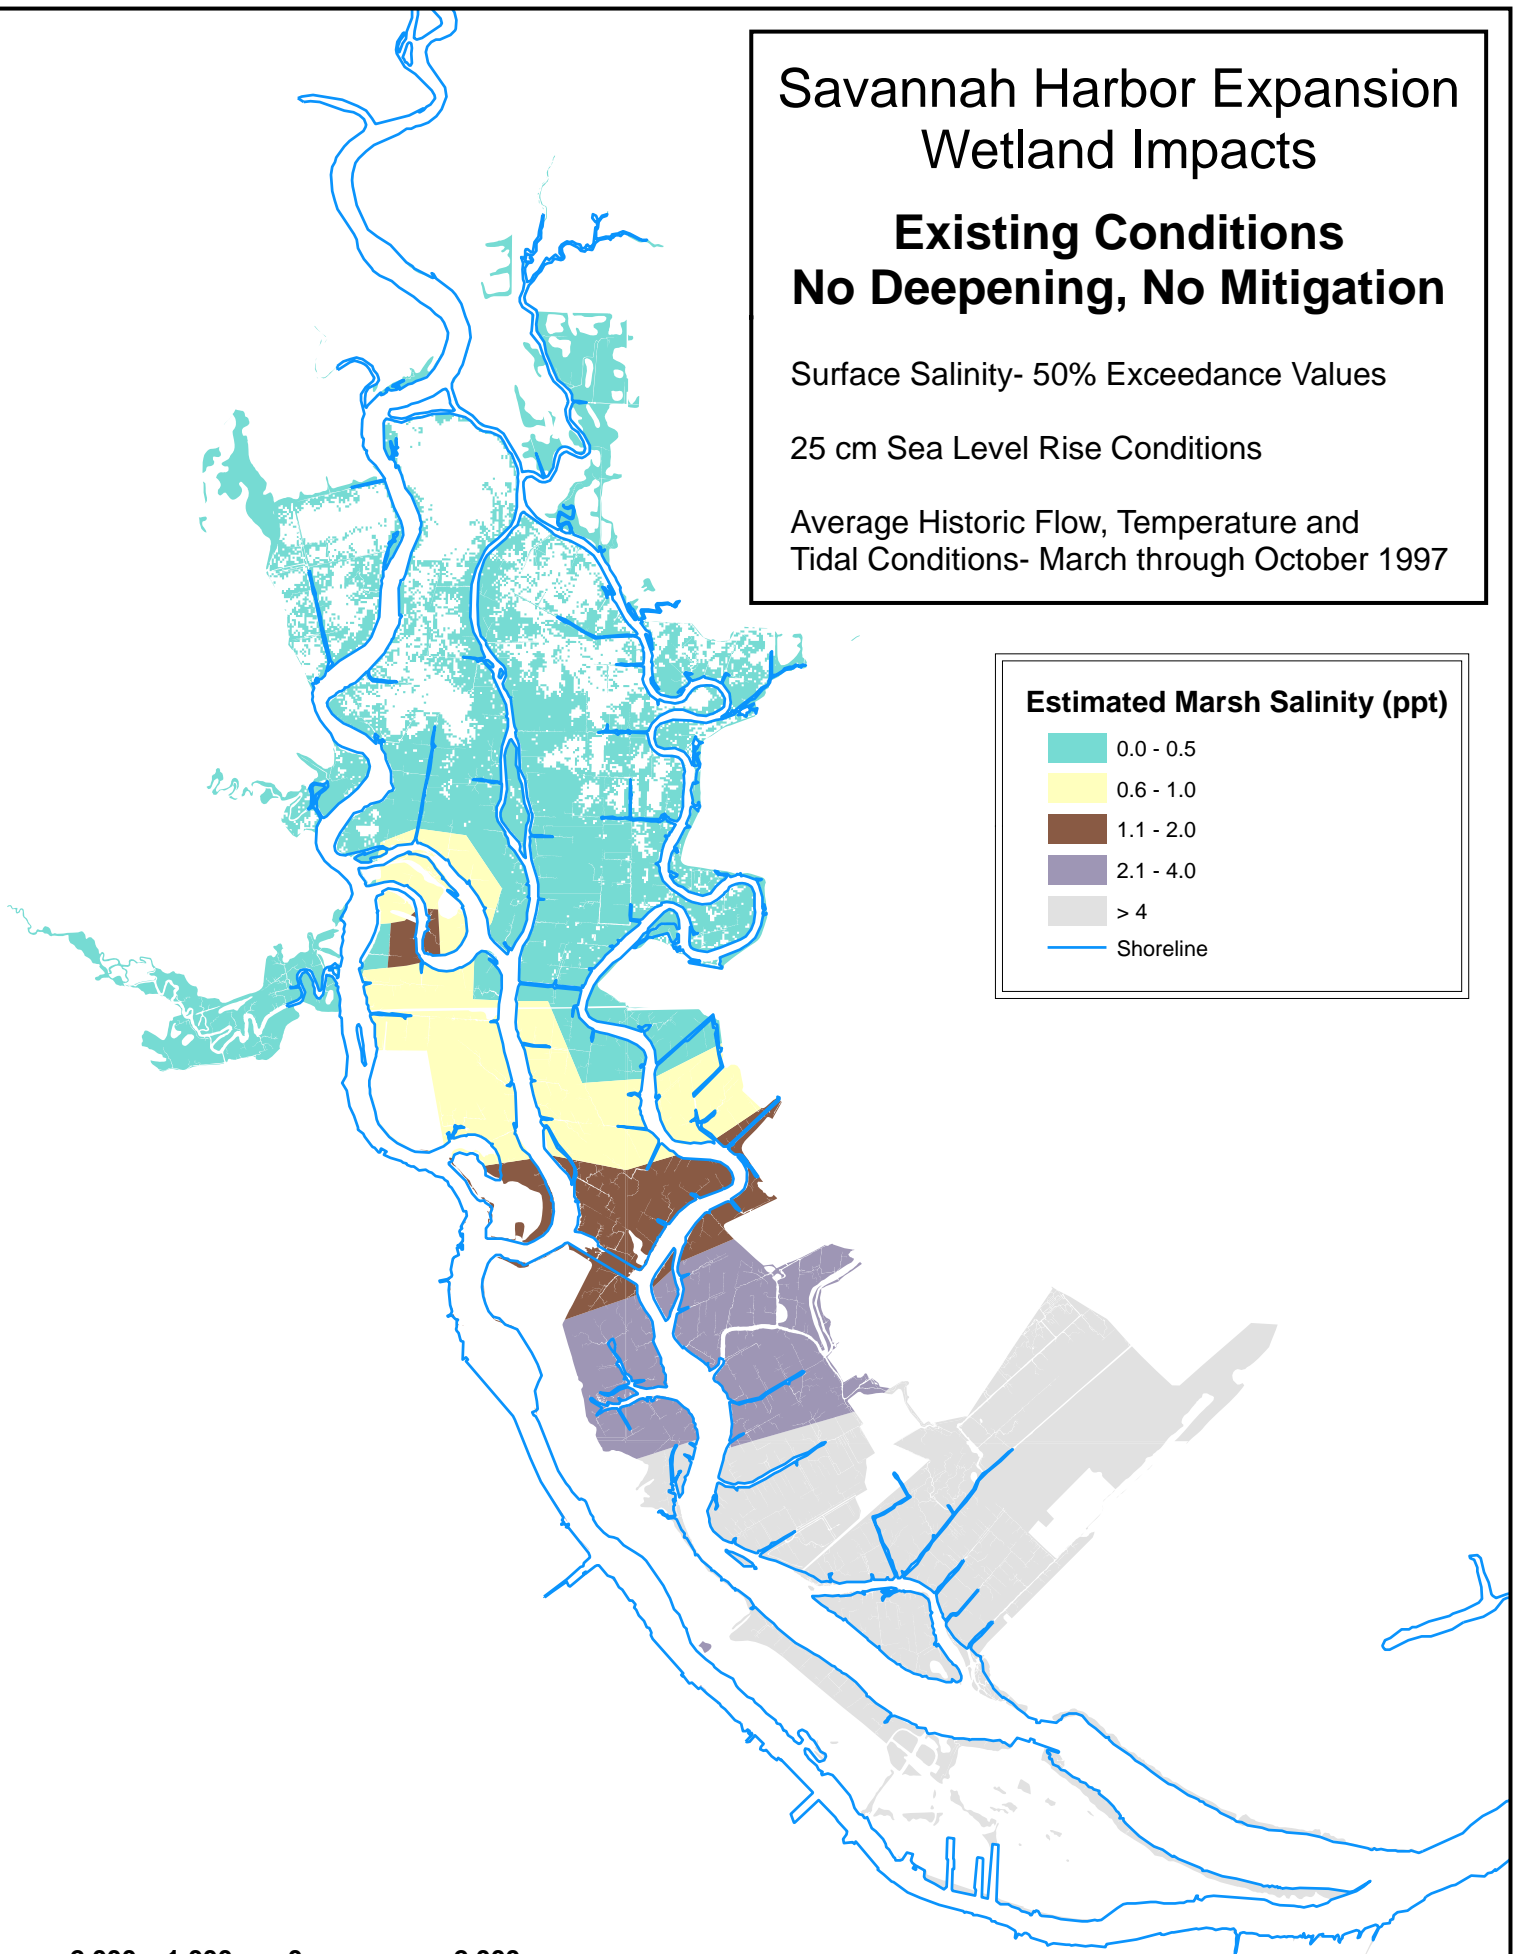 Savannah Harbor Expansion
Wetland Impacts
Existing Conditions
No Deepening, No Mitigation
Surface Salinity- 50% Exceedance Values
25 cm Sea Level Rise Conditions
Average Historic Flow, Temperature and
Tidal Conditions- March through October 1997
Estimated Marsh Salinity (ppt)
0.0 - 0.5
0.6 - 1.0
1.1 - 2.0
2.1 - 4.0
> 4
Shoreline